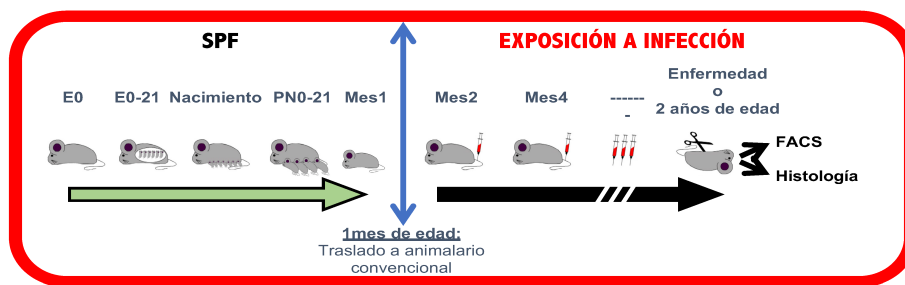 SPF
EXPOSICIÓN A INFECCIÓN
E0 E0-21 Nacimiento PN0-21 Mes1
Mes2 Mes4 ------
-
Enfermedad
o
2 años de edad
FACS
Histología
1mes de edad:
Traslado a animalario
convencional